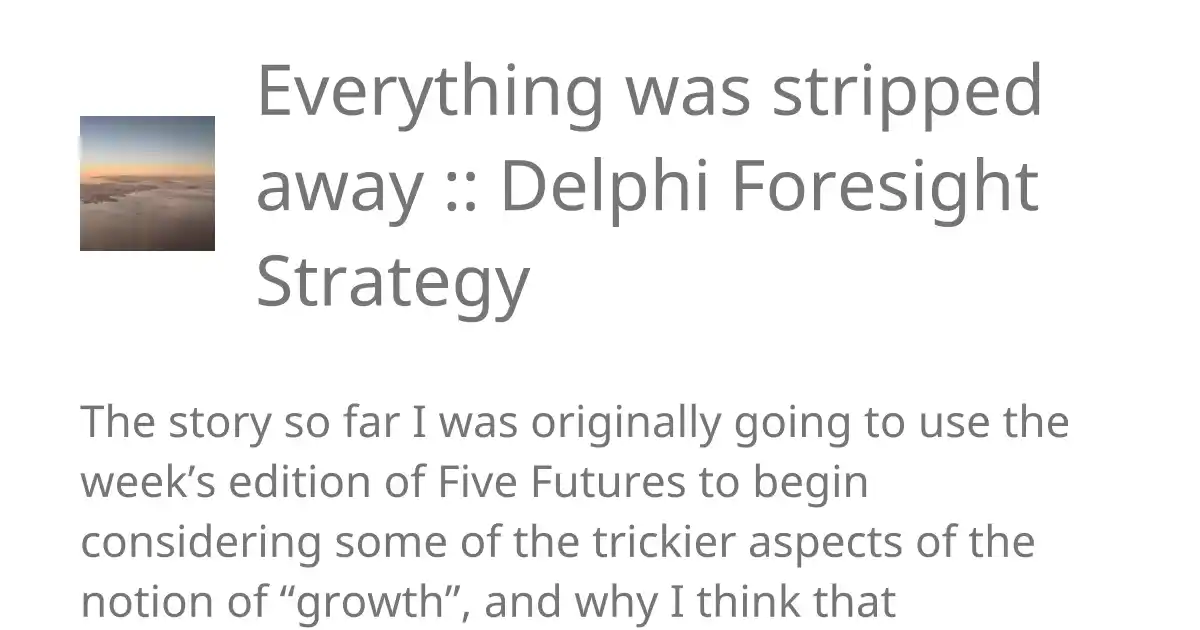 Everything was stripped
away :: Delphi Foresight
Strategy
The story so far I was originally going to use the
week’s edition of Five Futures to begin
considering some of the trickier aspects of the
notion of “growth”, and why I think that